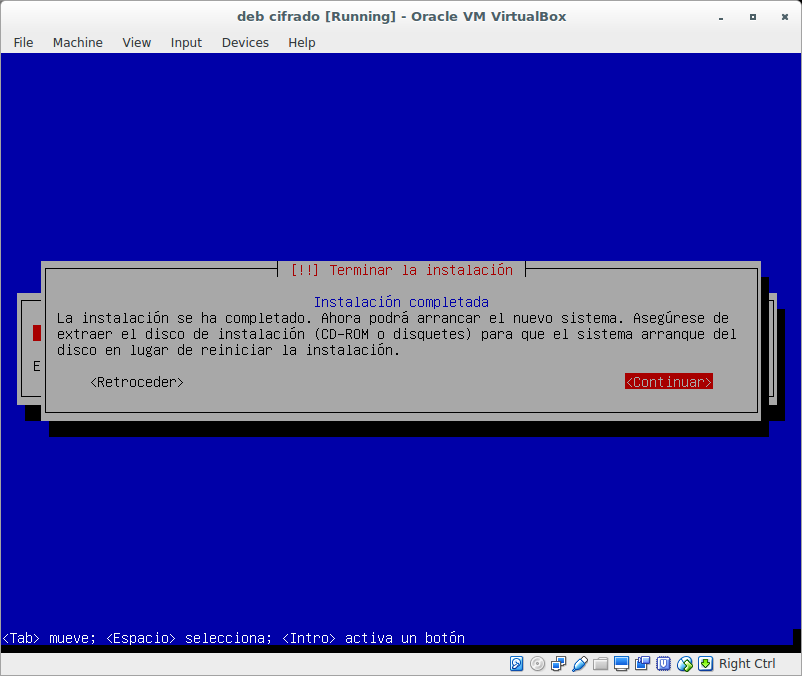 deb cifrado [Running] - Oracle VM VirtualBox
File Machine View Input Devices Help
[!!] Terminar la instalación
Instalación completada
La instalación se ha completado. Ahora podrá arrancar el nuevo sistema. Asegúrese de
extraer el disco de instalación (CD-ROM o disquetes) para que el sistema arranque del
disco en lugar de reiniciar la instalación.
E
<Retroceder> <Continuar>
<Tab> mueve; <Espacio> selecciona; <Intro> activa un botón
Right Ctrl